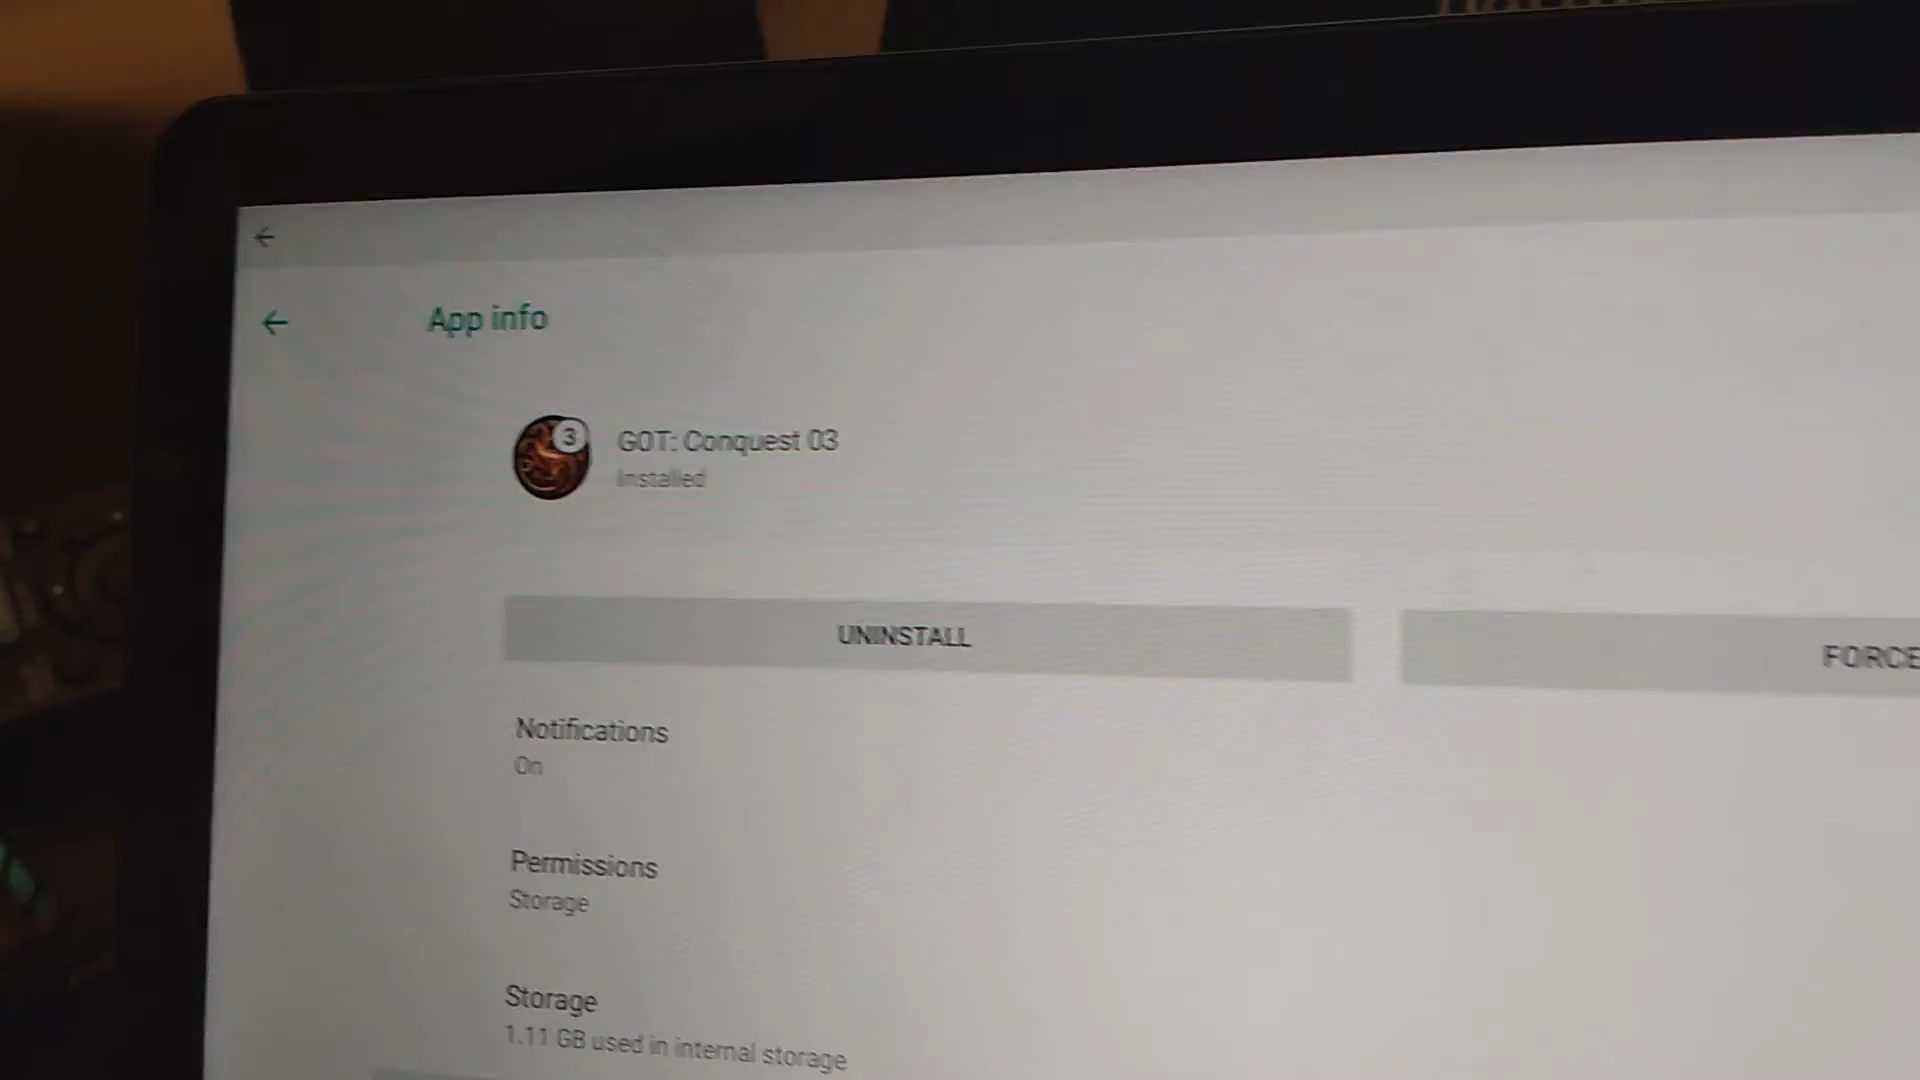 App info
3
GOT: Conquest 03
Installed
UNINSTALL
FORCE
Notifications
On
Permissions
Storage
Storage
1.11 GB used in internal storage